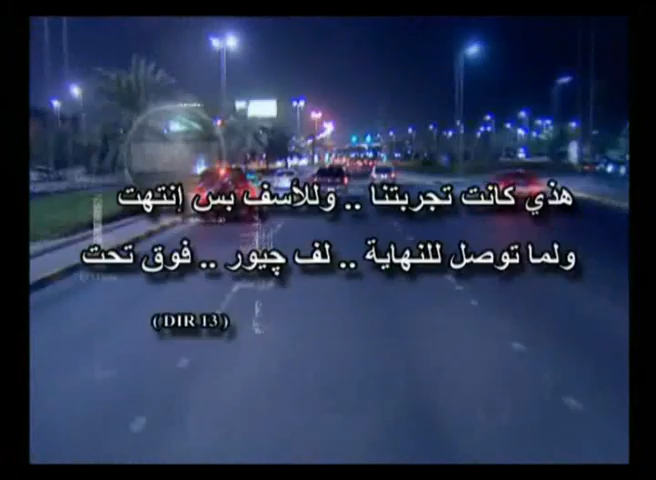 هذي كانت تجربتنا .. وللأسف بس إنتهت
ولما توصل للنهاية .. لف چيور .. فوق تحت
( DIR 13 )